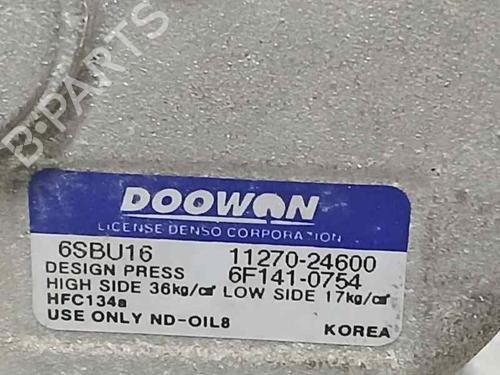 B-PARTS
DOOWON
LICENSE DENSO CORPORATION
6SBU16 11270-24600
DESIGN PRESS 6F141-0754
HIGH SIDE 36kg/㎠ LOW SIDE 17kg/㎠
HFC134a
USE ONLY ND-OIL8 KOREA